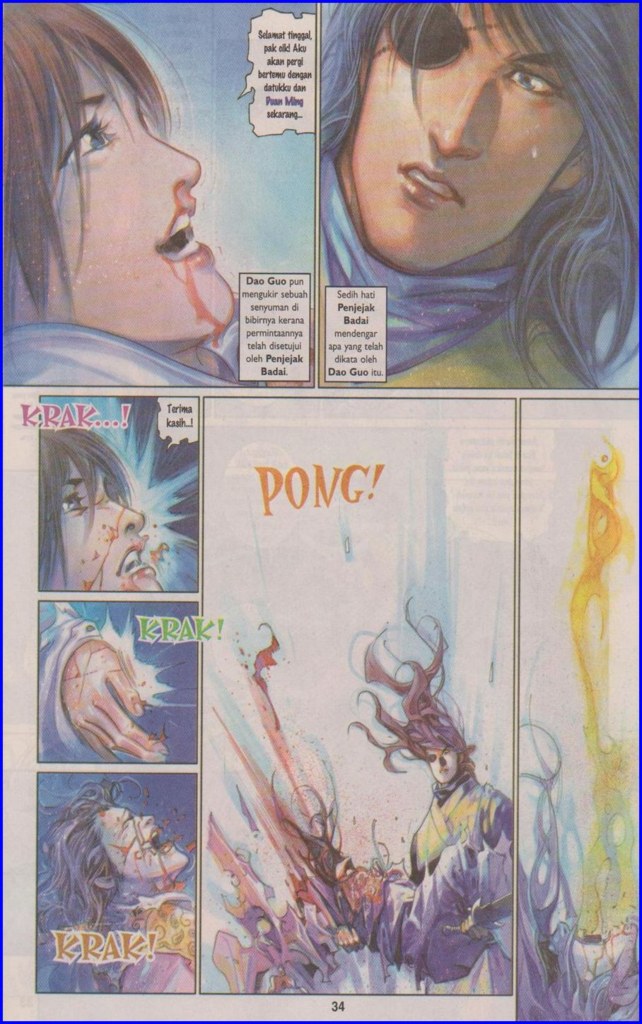 Selamat tinggal,
pak cik! Aku
akan pergi
bertemu dengan
datukku dan
Puan Ming
sekarang...
Dao Guo pun
mengukir sebuah
senyuman di
bibirnya kerana
permintaannya
telah disetujui
oleh Penjejak
Badai.
Sedih hati
Penjejak
Badai
mendengar
apa yang telah
dikata oleh
Dao Guo itu.
KRAK...!
Terima
kasih..!
KRAK!
KRAK!
PONG!
34